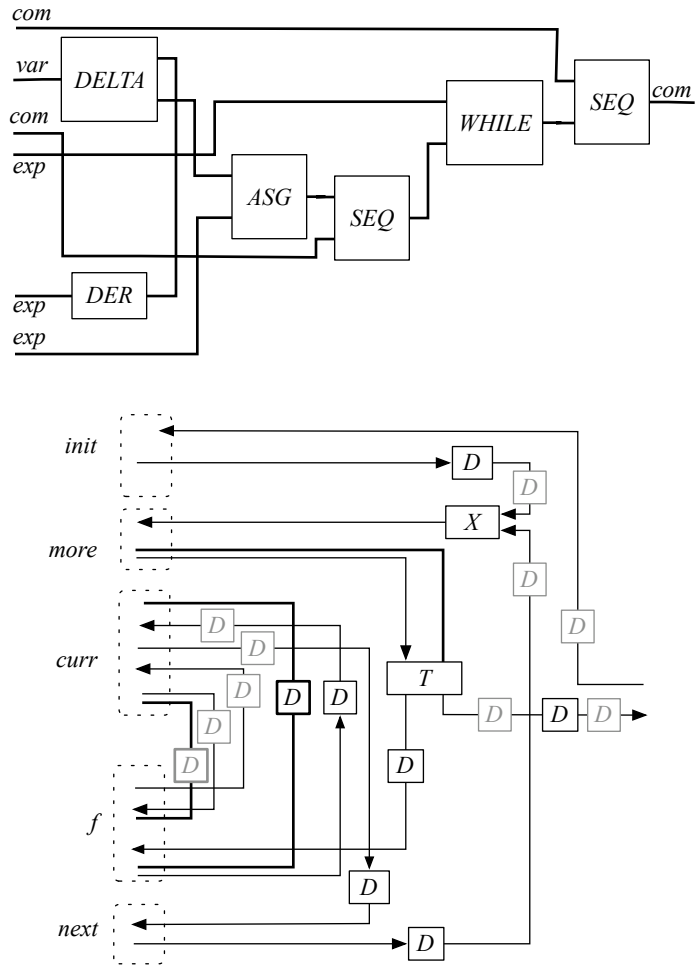 com
var DELTA
com SEQ
com
WHILE
exp
ASG
SEQ
DER
exp
exp
init
D
D
X
more
D
D
D
D
curr
T
D
D
D
D
D
D
D
D
D
f
D
next
D